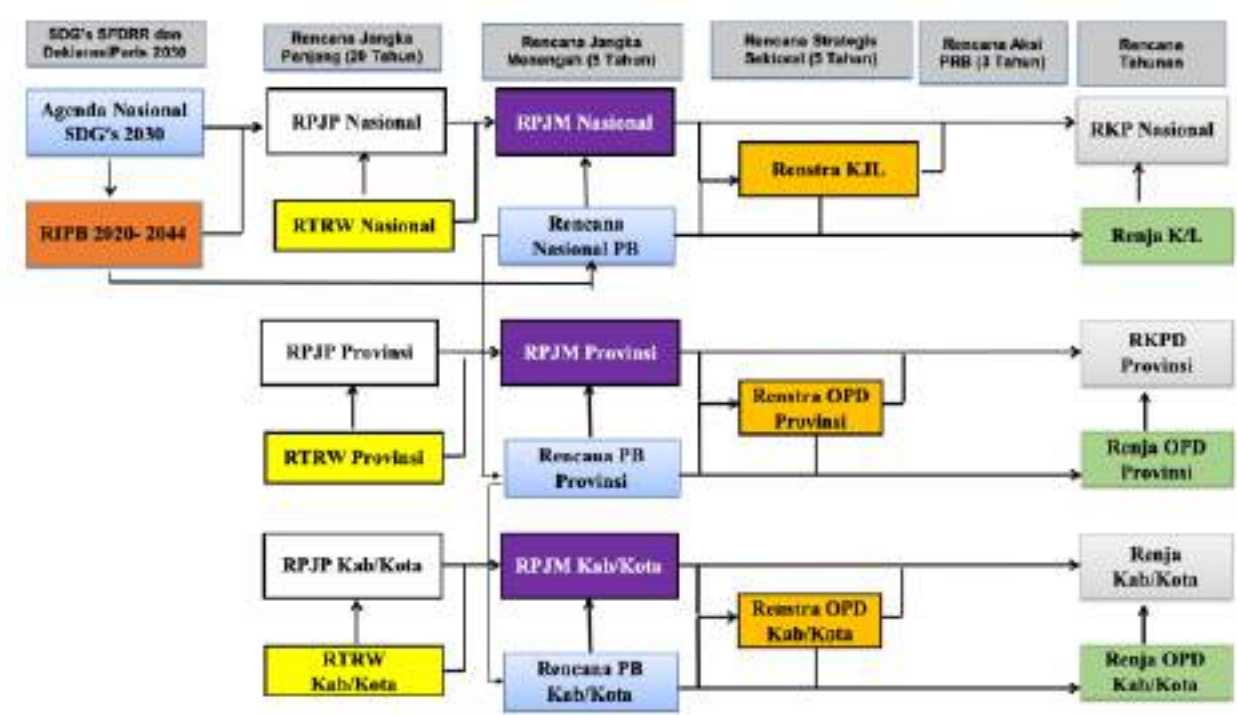 SDG's SFDRR dan
Deklarasi Paris 2030
Rencana Jangka
Panjang (20 Tahun)
Rencana Jangka
Menengah (5 Tahun)
Rencana Strategis
Sektoral (5 Tahun)
Rencana Aksi
PRB (3 Tahun)
Rencana
Tahunan
Agenda Nasional
SDG's 2030
RPJP Nasional
RPJM Nasional
RKP Nasional
Renstra K/L
RIPB 2020- 2044
RTRW Nasional
Rencana
Nasional PB
Renja K/L
RPJP Provinsi
RPJM Provinsi
RKPD
Provinsi
Renstra OPD
Provinsi
RTRW Provinsi
Rencana PB
Provinsi
Renja OPD
Provinsi
RPJP Kab/Kota
RPJM Kab/Kota
Renja
Kab/Kota
Renstra OPD
Kab/Kota
RTRW
Kab/Kota
Rencana PB
Kab/Kota
Renja OPD
Kab/Kota